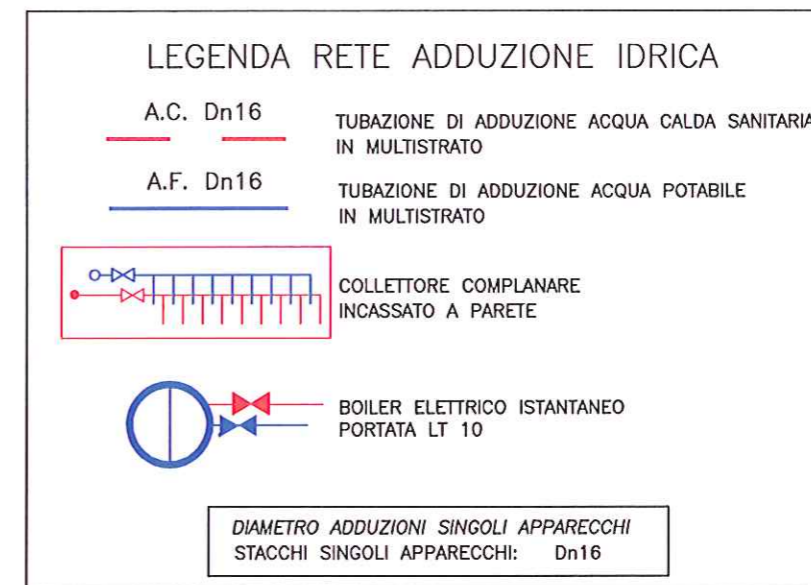 LEGENDA RETE ADDUZIONE IDRICA
A.C. Dn16
TUBAZIONE DI ADDUZIONE ACQUA CALDA SANITARIA
IN MULTISTRATO
A.F. Dn16
TUBAZIONE DI ADDUZIONE ACQUA POTABILE
IN MULTISTRATO
COLLETTORE COMPLANARE
INCASSATO A PARETE
BOILER ELETTRICO ISTANTANEO
PORTATA LT 10
DIAMETRO ADDUZIONI SINGOLI APPARECCHI
STACCHI SINGOLI APPARECCHI: Dn16